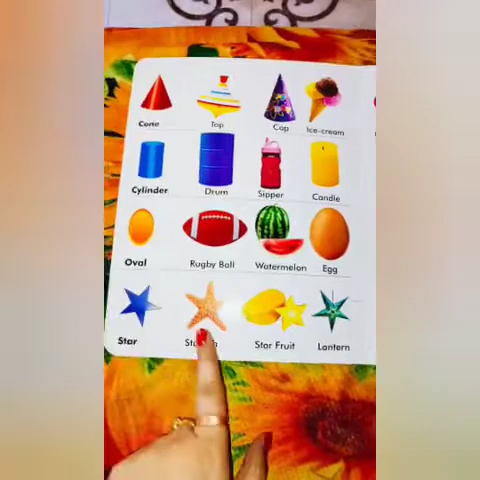 Cone Top Cap Ice-cream
Cylinder Drum Sipper Candle
Oval Rugby Ball Watermelon Egg
Star Star Fruit Lantern